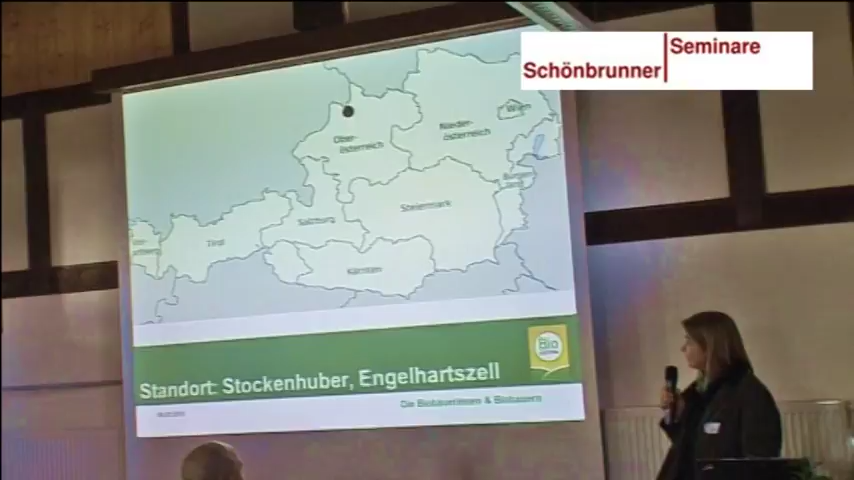 Schönbrunner Seminare
Wien
Ober-
österreich
Nieder-
österreich
Salzburg
Steiermark
Tirol
Kärnten
Bio
Standort: Stockenhuber, Engelhartszell
Die Biobäuerinnen & Biobauern